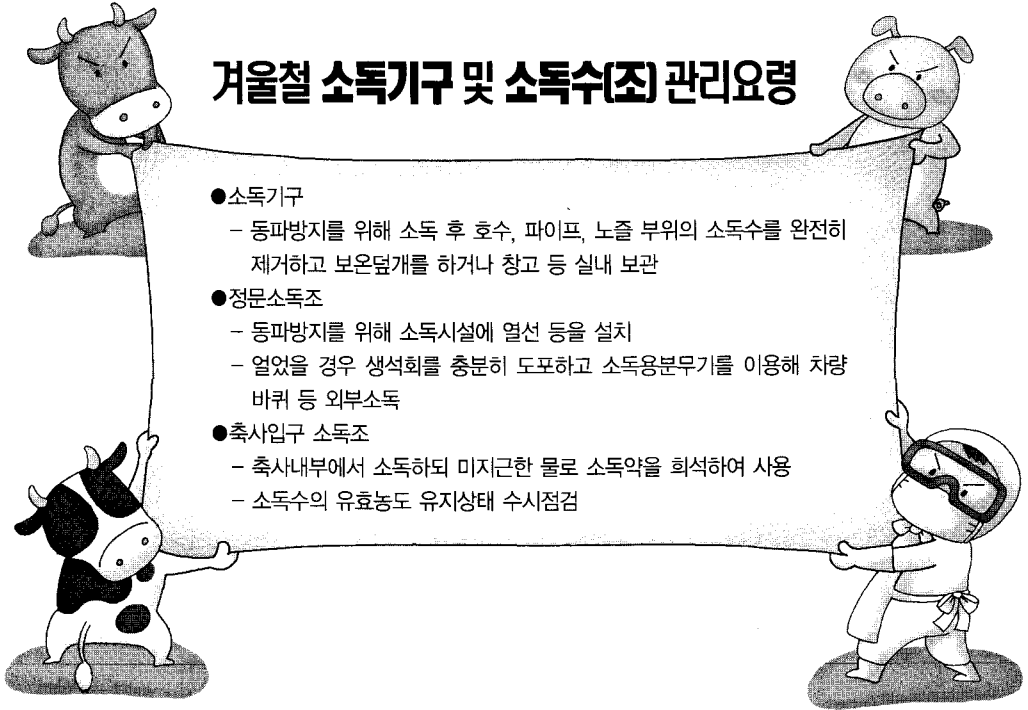 겨울철 소독기구 및 소독수(조) 관리요령
●소독기구
- 동파방지를 위해 소독 후 호수, 파이프, 노즐 부위의 소독수를 완전히
제거하고 보온덮개를 하거나 창고 등 실내 보관
●정문소독조
- 동파방지를 위해 소독시설에 열선 등을 설치
- 얼었을 경우 생석회를 충분히 도포하고 소독용분무기를 이용해 차량
바퀴 등 외부소독
●축사입구 소독조
- 축사내부에서 소독하되 미지근한 물로 소독약을 희석하여 사용
- 소독수의 유효농도 유지상태 수시점검